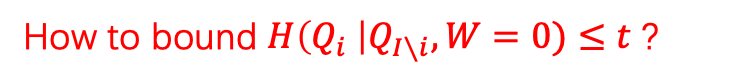 How to bound H(Q_i |Q_{I\i}, W = 0) ≤ t ?